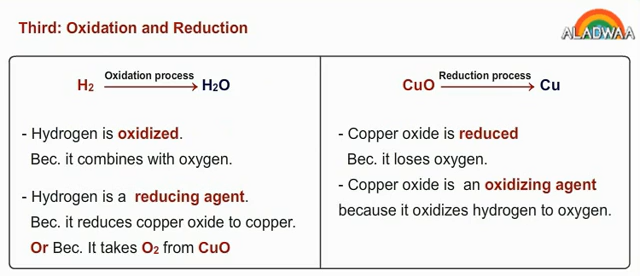 Third: Oxidation and Reduction
ALADWAA
H₂ Oxidation process H₂O
- Hydrogen is oxidized.
Bec. it combines with oxygen.
- Hydrogen is a reducing agent.
Bec. it reduces copper oxide to copper.
Or Bec. It takes O₂ from CuO
CuO Reduction process Cu
- Copper oxide is reduced
Bec. it loses oxygen.
- Copper oxide is an oxidizing agent
because it oxidizes hydrogen to oxygen.